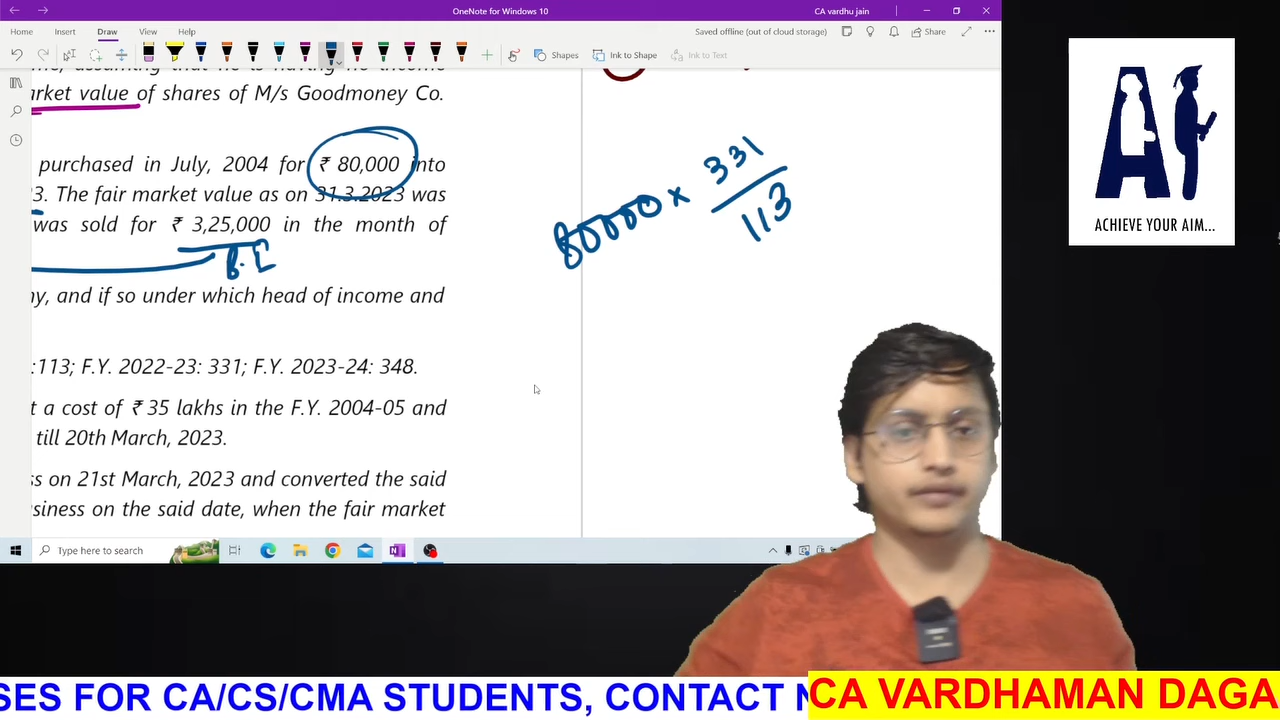 OneNote for Windows 10
CA vardhu jain
Home Insert Draw View Help
Saved offline (out of cloud storage)
Share
Shapes
Ink to Shape
Ink to Text
arket value of shares of M/s Goodmoney Co.
purchased in July, 2004 for ₹ 80,000 into
3. The fair market value as on 31.3.2023 was
was sold for ₹ 3,25,000 in the month of
B.I
ny, and if so under which head of income and
:113; F.Y. 2022-23: 331; F.Y. 2023-24: 348.
t a cost of ₹ 35 lakhs in the F.Y. 2004-05 and
till 20th March, 2023.
ss on 21st March, 2023 and converted the said
siness on the said date, when the fair market
80000 × 331
113
Type here to search
A
ACHIEVE YOUR AIM...
SES FOR CA/CS/CMA STUDENTS, CONTACT N
CA VARDHAMAN DAGA